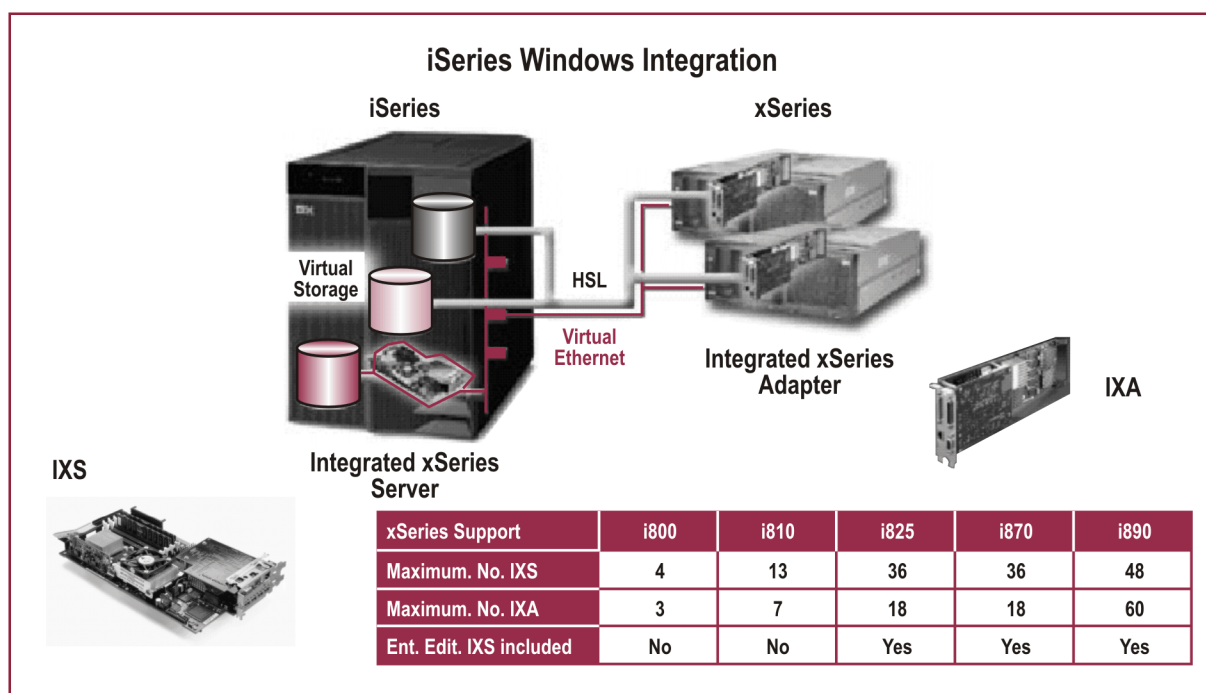 iSeries Windows Integration
iSeries
xSeries
IBM
Virtual
Storage
HSL
Virtual
Ethernet
Integrated xSeries
Adapter
IXA
Integrated xSeries
Server
IXS
xSeries Support i800 i810 i825 i870 i890
Maximum. No. IXS 4 13 36 36 48
Maximum. No. IXA 3 7 18 18 60
Ent. Edit. IXS included No No Yes Yes Yes